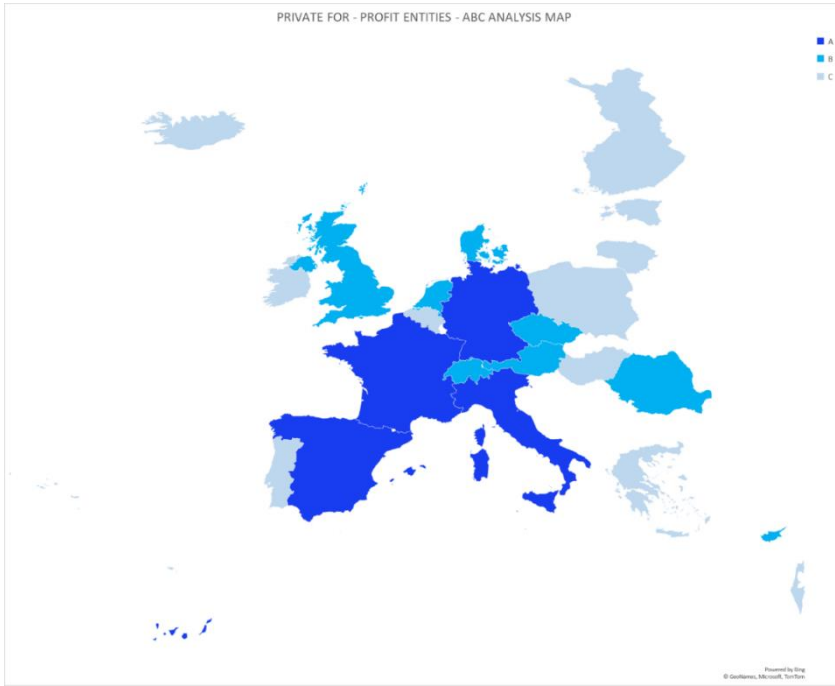 PRIVATE FOR - PROFIT ENTITIES - ABC ANALYSIS MAP
A
B
C
Powered by Bing
© GeoNames, Microsoft, TomTom